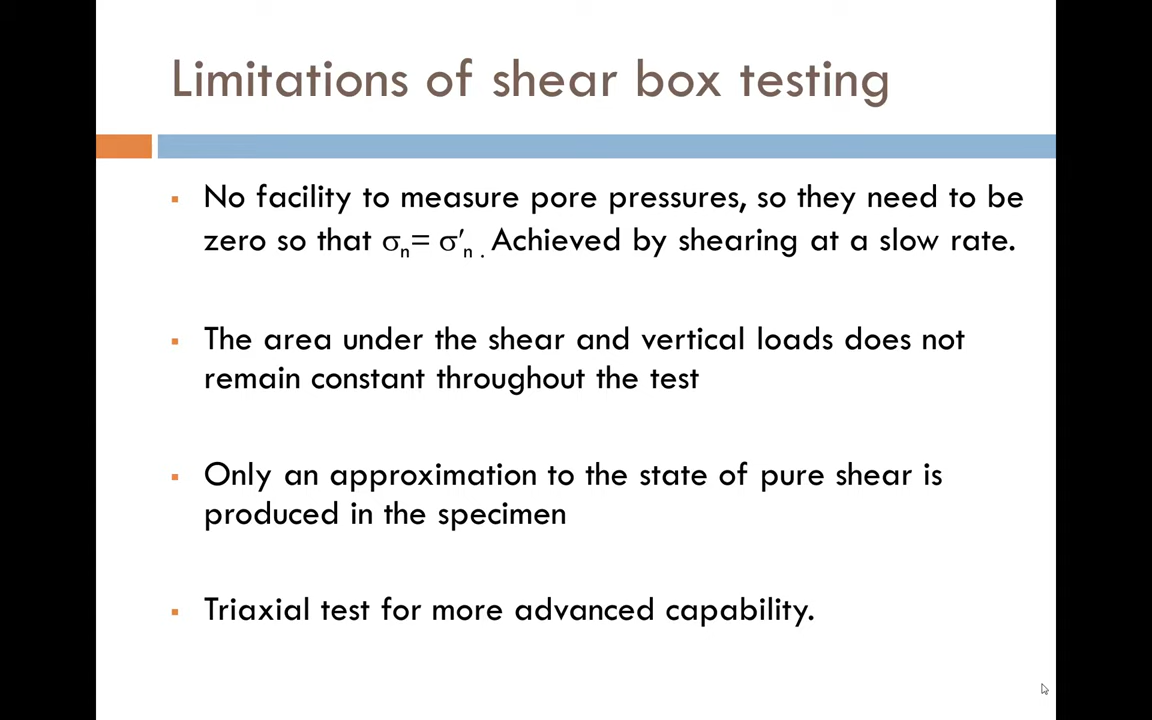 Limitations of shear box testing
▪ No facility to measure pore pressures, so they need to be
zero so that σn= σ′n . Achieved by shearing at a slow rate.
▪ The area under the shear and vertical loads does not
remain constant throughout the test
▪ Only an approximation to the state of pure shear is
produced in the specimen
▪ Triaxial test for more advanced capability.